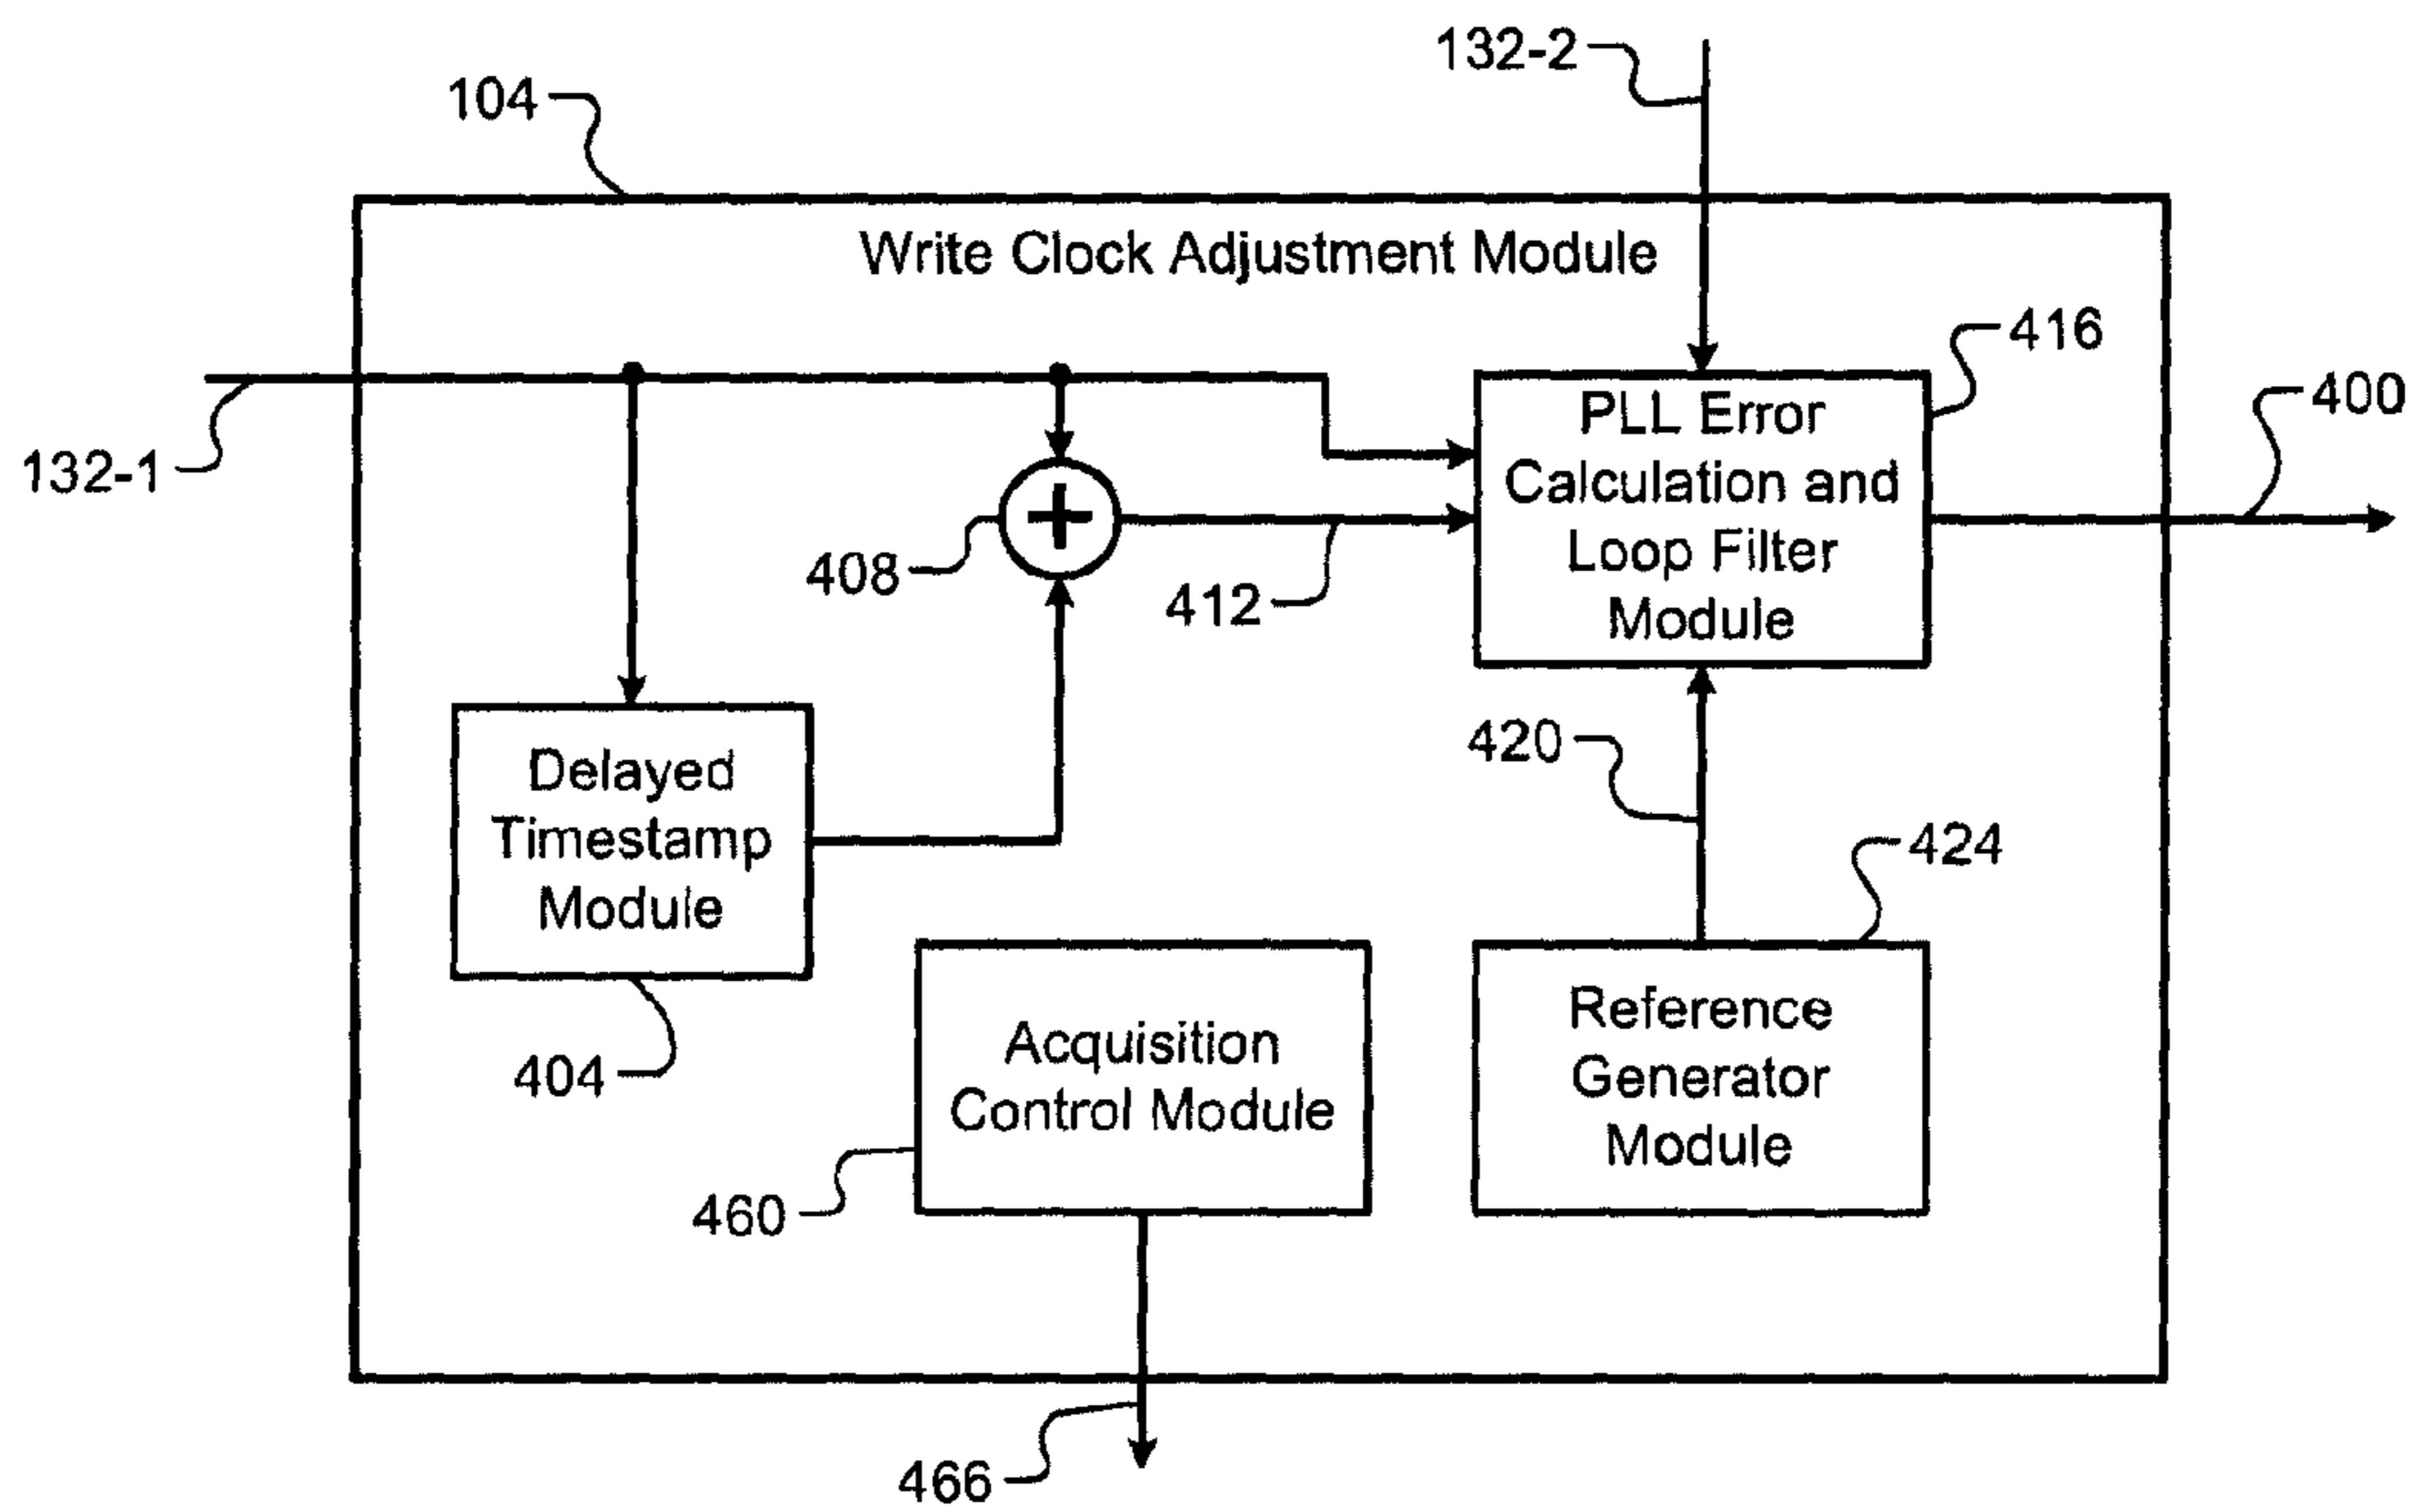 132-2
104
Write Clock Adjustment Module
416
400
132-1
PLL Error
Calculation and
Loop Filter
Module
408
412
420
424
Delayed
Timestamp
Module
404
Acquisition
Control Module
460
Reference
Generator
Module
466